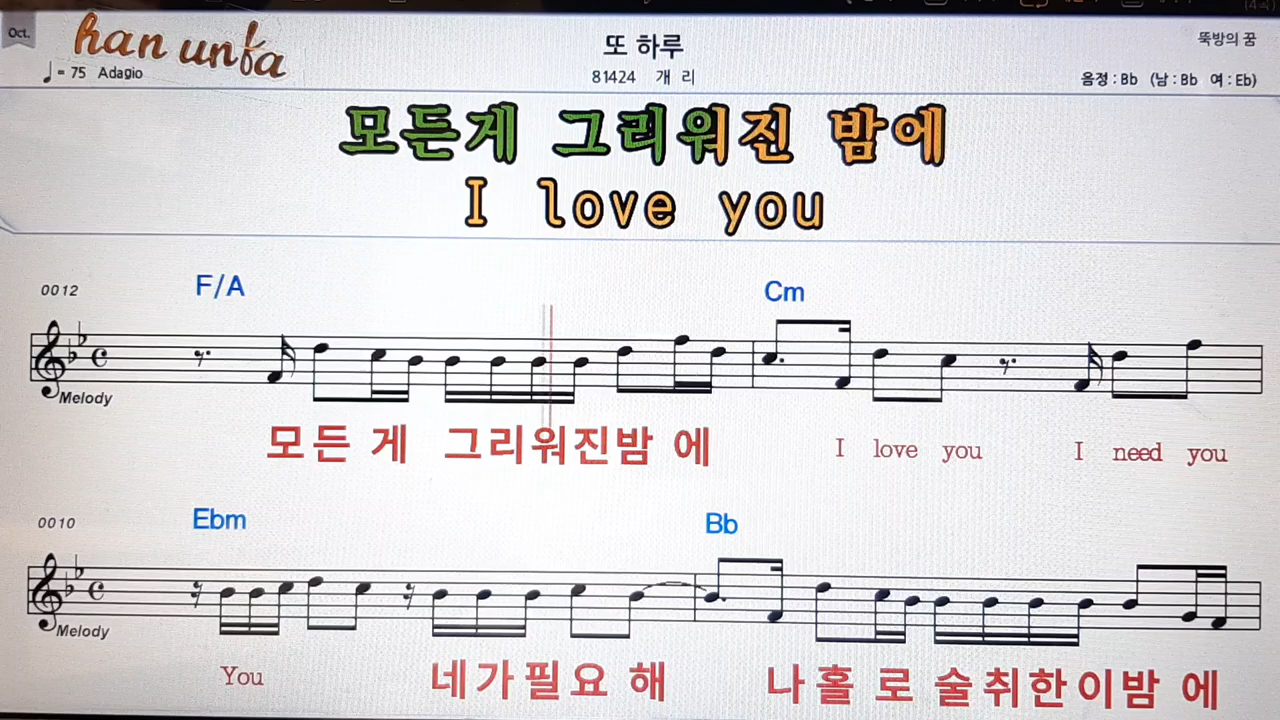 Oct.
han unfa
또 하루
뚝방의 꿈
♩= 75 Adagio
81424 개 리
음정 : Bb (남 : Bb 여 : Eb)
모든게 그리워진 밤에
I love you
0012
F/A
Cm
Melody
모든 게 그리워진밤 에 I love you I need you
0010
Ebm
Bb
Melody
You 네가필요 해 나홀 로 술취한이밤 에